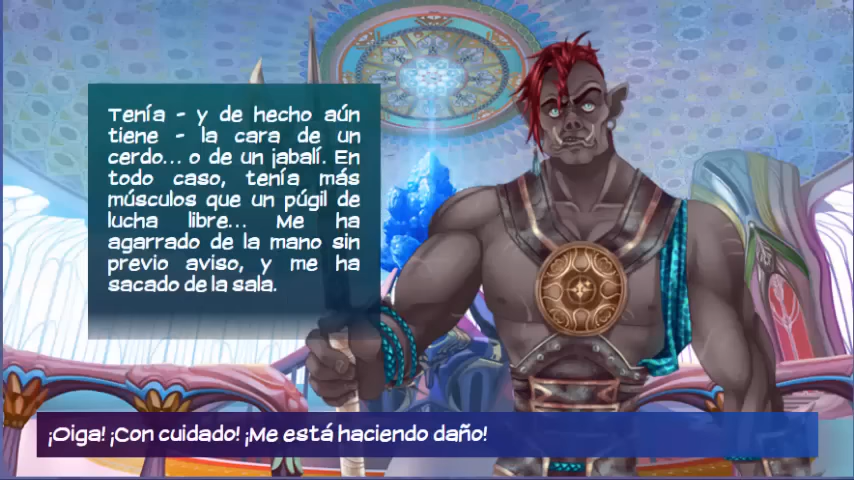 Tenía - y de hecho aún
tiene - la cara de un
cerdo... o de un jabalí. En
todo caso, tenía más
músculos que un púgil de
lucha libre... Me ha
agarrado de la mano sin
previo aviso, y me ha
sacado de la sala.
¡Oiga! ¡Con cuidado! ¡Me está haciendo daño!